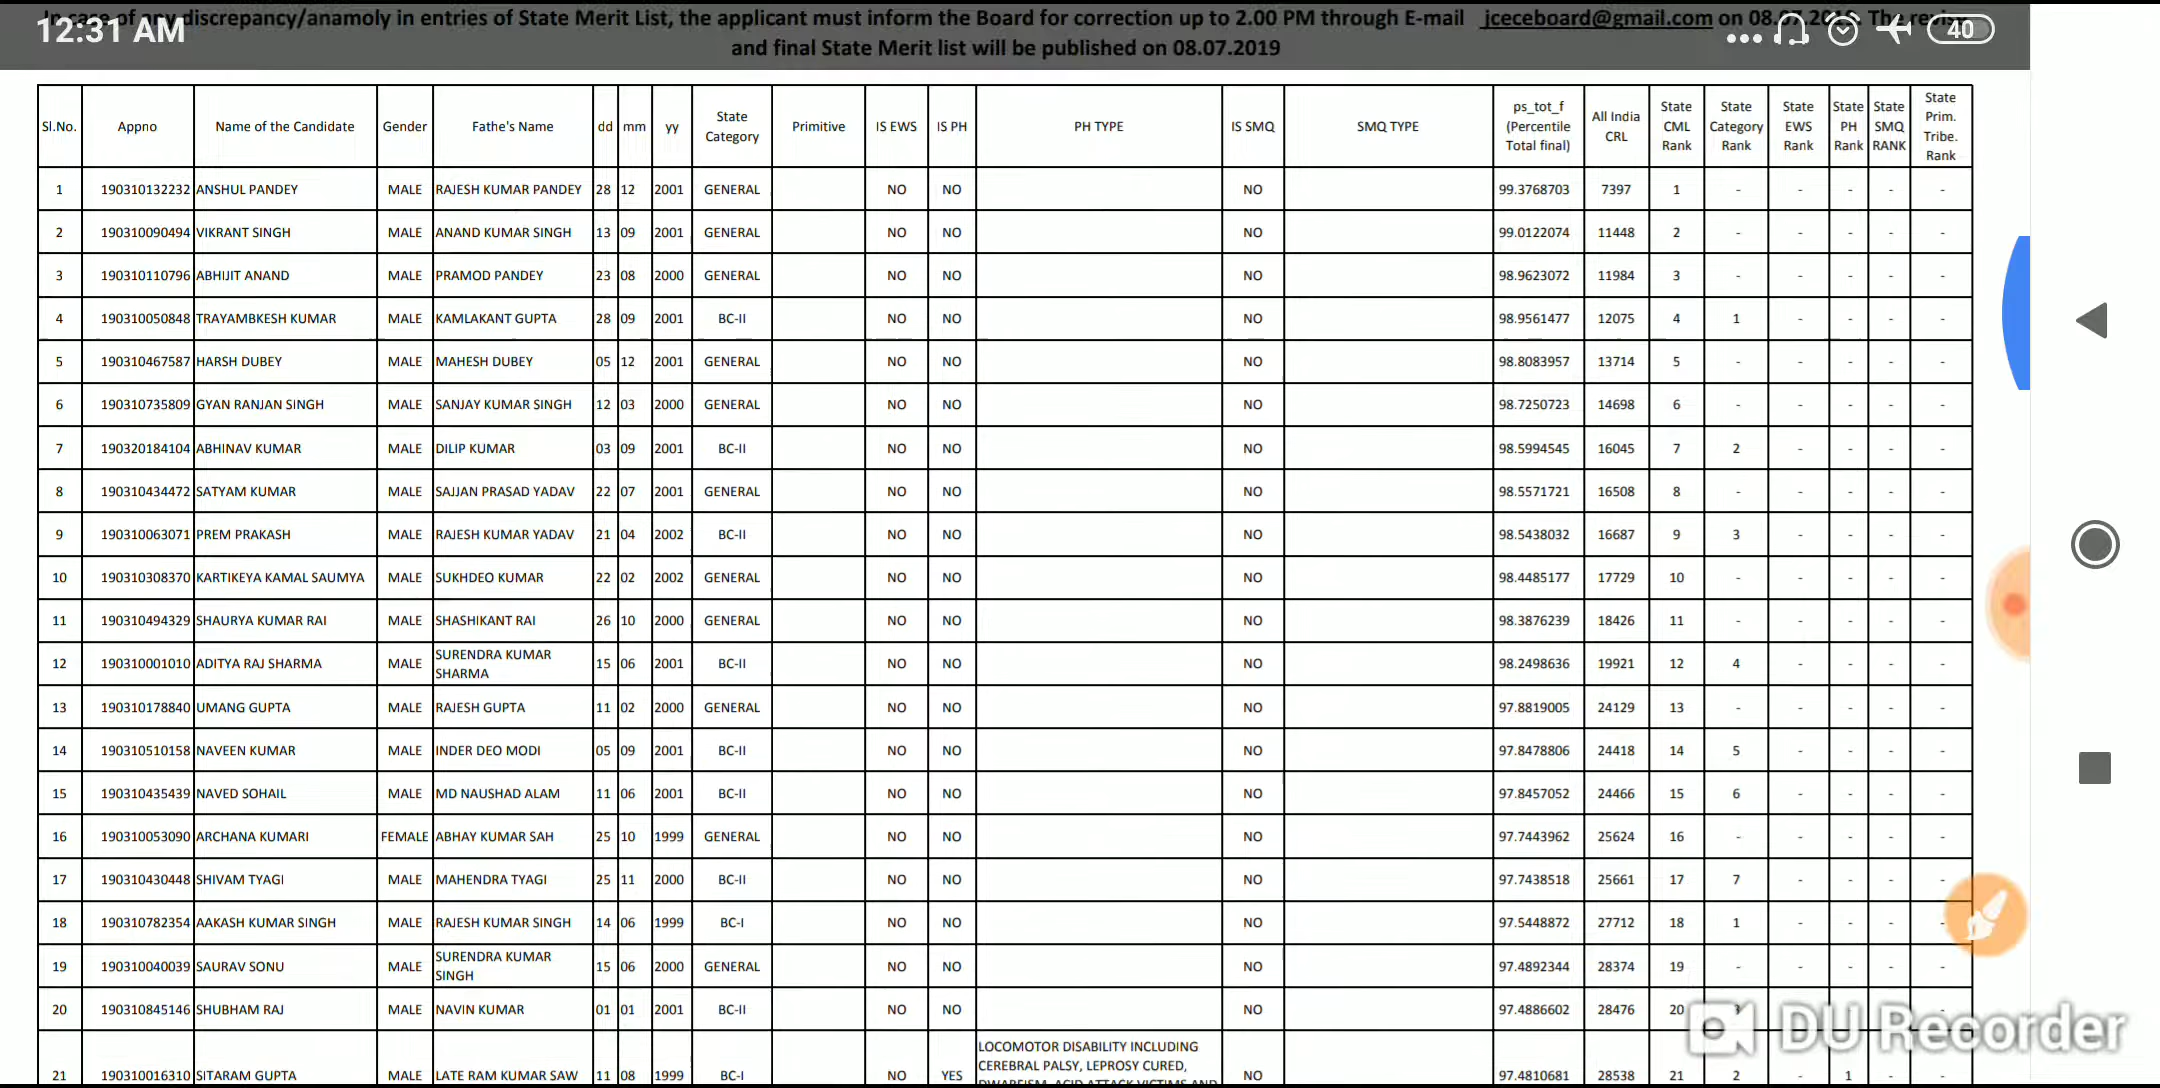 In case of any discrepancy/anamoly in entries of State Merit List, the applicant must inform the Board for correction up to 2.00 PM through E-mail jceceboard@gmail.com on 08.07.2019. The revise
12:31 AM
40
and final State Merit list will be published on 08.07.2019
Sl.No. Appno Name of the Candidate Gender Fathe's Name dd mm yy State Category Primitive IS EWS IS PH PH TYPE IS SMQ SMQ TYPE ps_tot_f (Percentile Total final) All India CRL State CML Rank State Category Rank State EWS Rank State PH Rank State SMQ RANK State Prim. Tribe. Rank
1 190310132232 ANSHUL PANDEY MALE RAJESH KUMAR PANDEY 28 12 2001 GENERAL NO NO NO 99.3768703 7397 1 - - - - -
2 190310090494 VIKRANT SINGH MALE ANAND KUMAR SINGH 13 09 2001 GENERAL NO NO NO 99.0122074 11448 2 - - - - -
3 190310110796 ABHIJIT ANAND MALE PRAMOD PANDEY 23 08 2000 GENERAL NO NO NO 98.9623072 11984 3 - - - - -
4 190310050848 TRAYAMBKESH KUMAR MALE KAMLAKANT GUPTA 28 09 2001 BC-II NO NO NO 98.9561477 12075 4 1 - - - -
5 190310467587 HARSH DUBEY MALE MAHESH DUBEY 05 12 2001 GENERAL NO NO NO 98.8083957 13714 5 - - - - -
6 190310735809 GYAN RANJAN SINGH MALE SANJAY KUMAR SINGH 12 03 2000 GENERAL NO NO NO 98.7250723 14698 6 - - - - -
7 190320184104 ABHINAV KUMAR MALE DILIP KUMAR 03 09 2001 BC-II NO NO NO 98.5994545 16045 7 2 - - - -
8 190310434472 SATYAM KUMAR MALE SAJJAN PRASAD YADAV 22 07 2001 GENERAL NO NO NO 98.5571721 16508 8 - - - - -
9 190310063071 PREM PRAKASH MALE RAJESH KUMAR YADAV 21 04 2002 BC-II NO NO NO 98.5438032 16687 9 3 - - - -
10 190310308370 KARTIKEYA KAMAL SAUMYA MALE SUKHDEO KUMAR 22 02 2002 GENERAL NO NO NO 98.4485177 17729 10 - - - - -
11 190310494329 SHAURYA KUMAR RAI MALE SHASHIKANT RAI 26 10 2000 GENERAL NO NO NO 98.3876239 18426 11 - - - - -
12 190310001010 ADITYA RAJ SHARMA MALE SURENDRA KUMAR SHARMA 15 06 2001 BC-II NO NO NO 98.2498636 19921 12 4 - - - -
13 190310178840 UMANG GUPTA MALE RAJESH GUPTA 11 02 2000 GENERAL NO NO NO 97.8819005 24129 13 - - - - -
14 190310510158 NAVEEN KUMAR MALE INDER DEO MODI 05 09 2001 BC-II NO NO NO 97.8478806 24418 14 5 - - - -
15 190310435439 NAVED SOHAIL MALE MD NAUSHAD ALAM 11 06 2001 BC-II NO NO NO 97.8457052 24466 15 6 - - - -
16 190310053090 ARCHANA KUMARI FEMALE ABHAY KUMAR SAH 25 10 1999 GENERAL NO NO NO 97.7443962 25624 16 - - - - -
17 190310430448 SHIVAM TYAGI MALE MAHENDRA TYAGI 25 11 2000 BC-II NO NO NO 97.7438518 25661 17 7 - - - -
18 190310782354 AAKASH KUMAR SINGH MALE RAJESH KUMAR SINGH 14 06 1999 BC-I NO NO NO 97.5448872 27712 18 1 - - - -
19 190310040039 SAURAV SONU MALE SURENDRA KUMAR SINGH 15 06 2000 GENERAL NO NO NO 97.4892344 28374 19 - - - - -
20 190310845146 SHUBHAM RAJ MALE NAVIN KUMAR 01 01 2001 BC-II NO NO NO 97.4886602 28476 20 - - - -
DU Recorder
21 190310016310 SITARAM GUPTA MALE LATE RAM KUMAR SAW 11 08 1999 BC-I NO YES LOCOMOTOR DISABILITY INCLUDING CEREBRAL PALSY, LEPROSY CURED, DWARFISM, ACID ATTACK VICTIMS AND NO 97.4810681 28538 21 2 - 1 - -